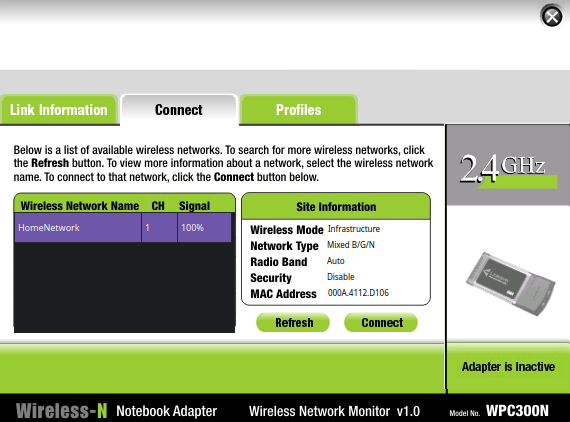 Link Information
Connect
Profiles
Below is a list of available wireless networks. To search for more wireless networks, click
the Refresh button. To view more information about a network, select the wireless network
name. To connect to that network, click the Connect button below.
2.4GHz
Wireless Network Name CH Signal
HomeNetwork 1 100%
Site Information
Wireless Mode Infrastructure
Network Type Mixed B/G/N
Radio Band Auto
Security Disable
MAC Address 000A.4112.D106
Refresh
Connect
Adapter is Inactive
Wireless-N Notebook Adapter Wireless Network Monitor v1.0 Model No. WPC300N